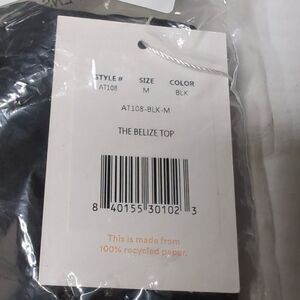 STYLE # SIZE COLOR
AT108 M BLK
AT108-BLK-M
THE BELIZE TOP
8 40155 30102 3
This is made from
100% recycled paper.